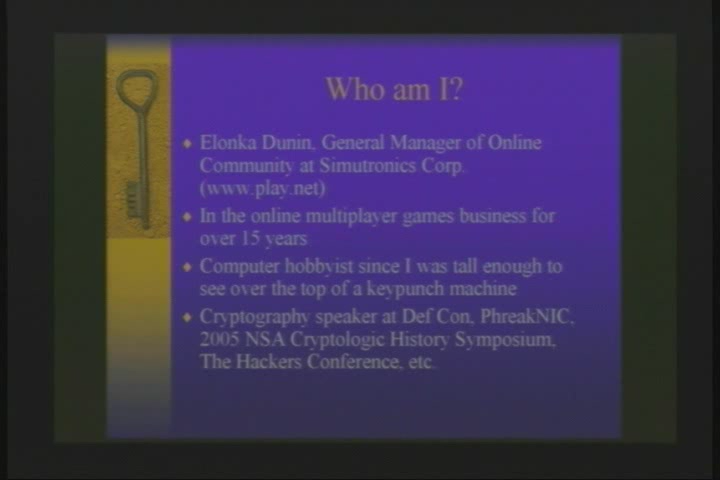 Who am I?
Elonka Dunin, General Manager of Online
Community at Simutronics Corp.
(www.play.net)
In the online multiplayer games business for
over 15 years
Computer hobbyist since I was tall enough to
see over the top of a keypunch machine
Cryptography speaker at Def Con, PhreakNIC,
2005 NSA Cryptologic History Symposium,
The Hackers Conference, etc.